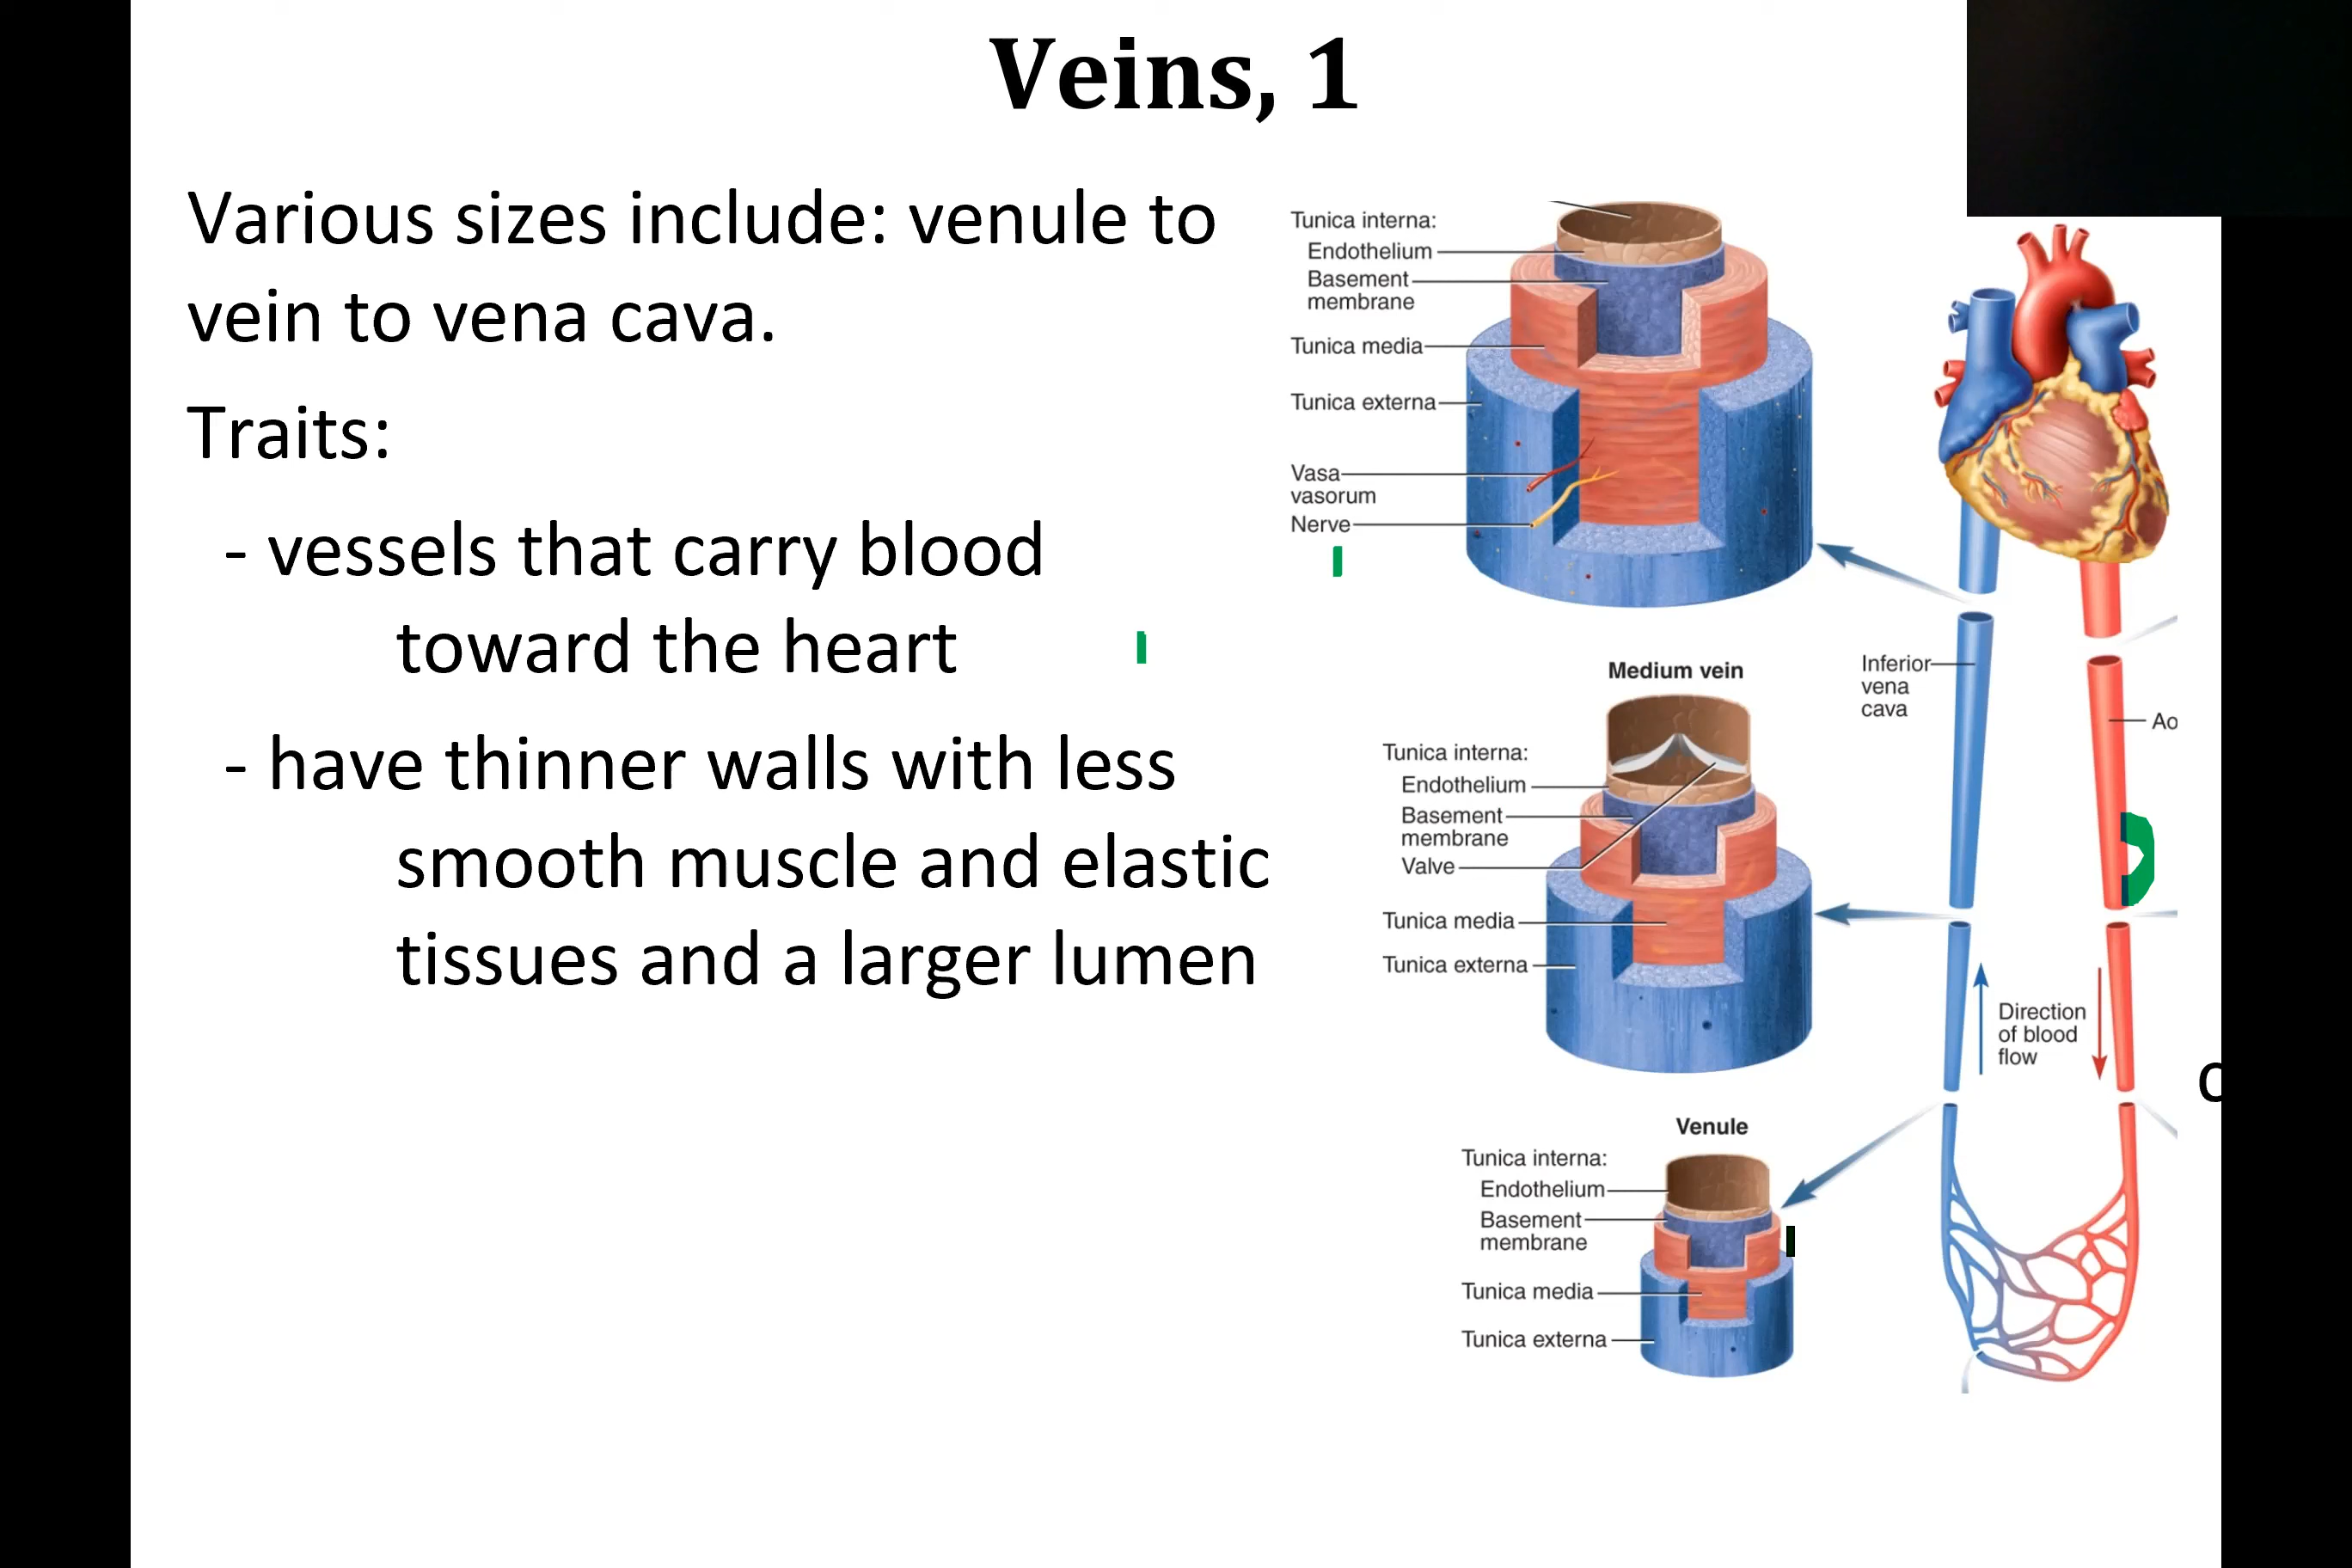 Veins, 1
Various sizes include: venule to
vein to vena cava.
Traits:
- vessels that carry blood
toward the heart
- have thinner walls with less
smooth muscle and elastic
tissues and a larger lumen
Tunica interna:
Endothelium
Basement
membrane
Tunica media
Tunica externa
Vasa
vasorum
Nerve
Medium vein
Tunica interna:
Endothelium
Basement
membrane
Valve
Tunica media
Tunica externa
Venule
Tunica interna:
Endothelium
Basement
membrane
Tunica media
Tunica externa
Inferior
vena
cava
Ao
Direction
of blood
flow